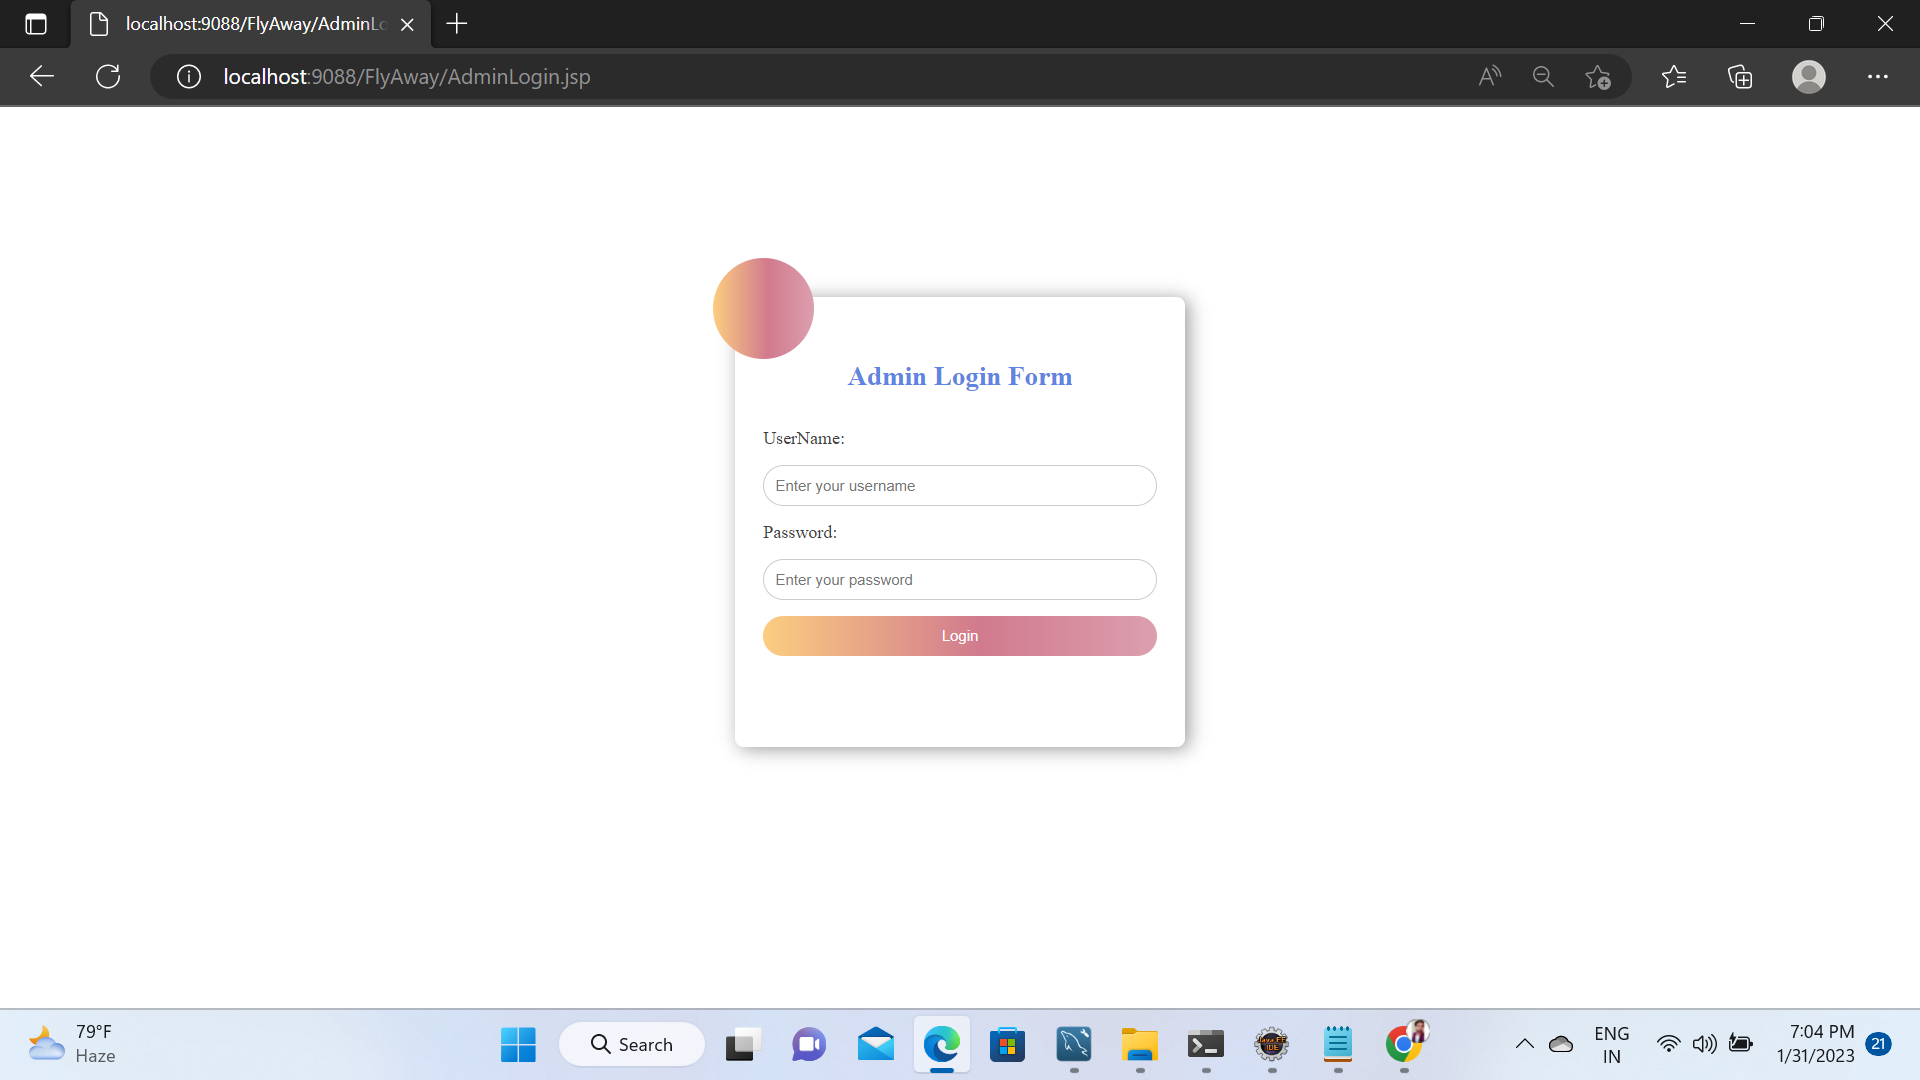 localhost:9088/FlyAway/AdminLo
localhost:9088/FlyAway/AdminLogin.jsp
Admin Login Form
UserName:
Enter your username
Password:
Enter your password
Login
79°F
Haze
Search
ENG
IN
7:04 PM
1/31/2023
21